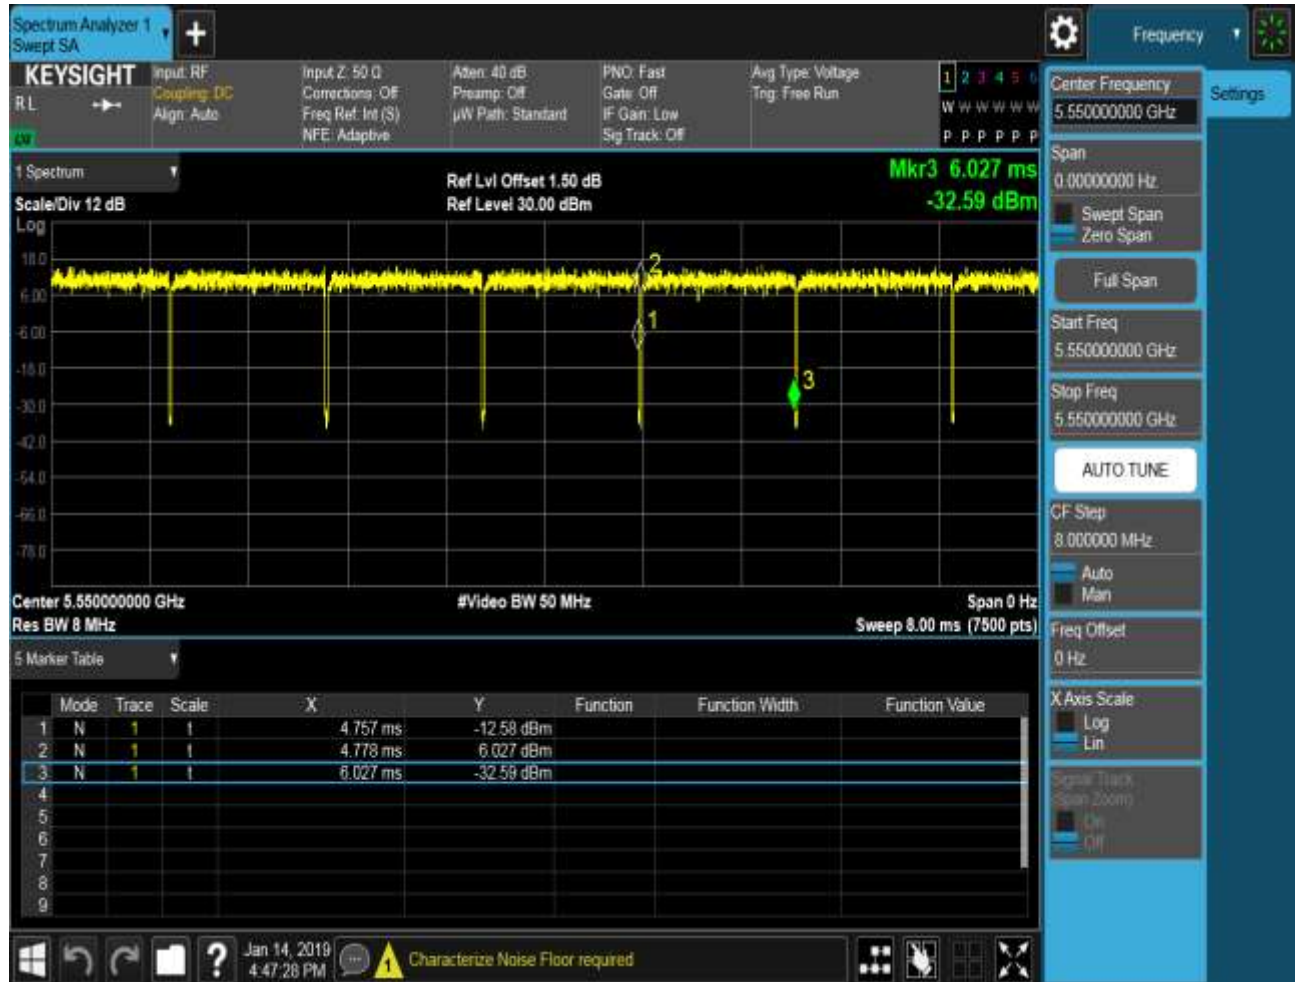 Spectrum Analyzer 1
Swept SA
Frequency
KEYSIGHT
RL
Input: RF
Coupling: DC
Align: Auto
Input Z: 50 Ω
Corrections: Off
Freq Ref: Int (S)
NFE: Adaptive
Atten: 40 dB
Preamp: Off
µW Path: Standard
PNO: Fast
Gate: Off
IF Gain: Low
Sig Track: Off
Avg Type: Voltage
Trig: Free Run
1 2 3 4 5 6
W W W W W W
P P P P P P
1 Spectrum
Scale/Div 12 dB
Ref Lvl Offset 1.50 dB
Ref Level 30.00 dBm
Mkr3 6.027 ms
-32.59 dBm
Log
18.0
6.00
-6.00
-18.0
-30.0
-42.0
-54.0
-66.0
-78.0
2
1
3
Center 5.550000000 GHz
#Video BW 50 MHz
Span 0 Hz
Res BW 8 MHz
Sweep 8.00 ms (7500 pts)
5 Marker Table
Mode Trace Scale X Y Function Function Width Function Value
1 N 1 t 4.757 ms -12.58 dBm
2 N 1 t 4.778 ms 6.027 dBm
3 N 1 t 6.027 ms -32.59 dBm
4
5
6
7
8
9
Jan 14, 2019
4:47:28 PM
Characterize Noise Floor required
Center Frequency
5.550000000 GHz
Settings
Span
0.00000000 Hz
Swept Span
Zero Span
Full Span
Start Freq
5.550000000 GHz
Stop Freq
5.550000000 GHz
AUTO TUNE
CF Step
8.000000 MHz
Auto
Man
Freq Offset
0 Hz
X Axis Scale
Log
Lin
Signal Track
(Span Zoom)
On
Off